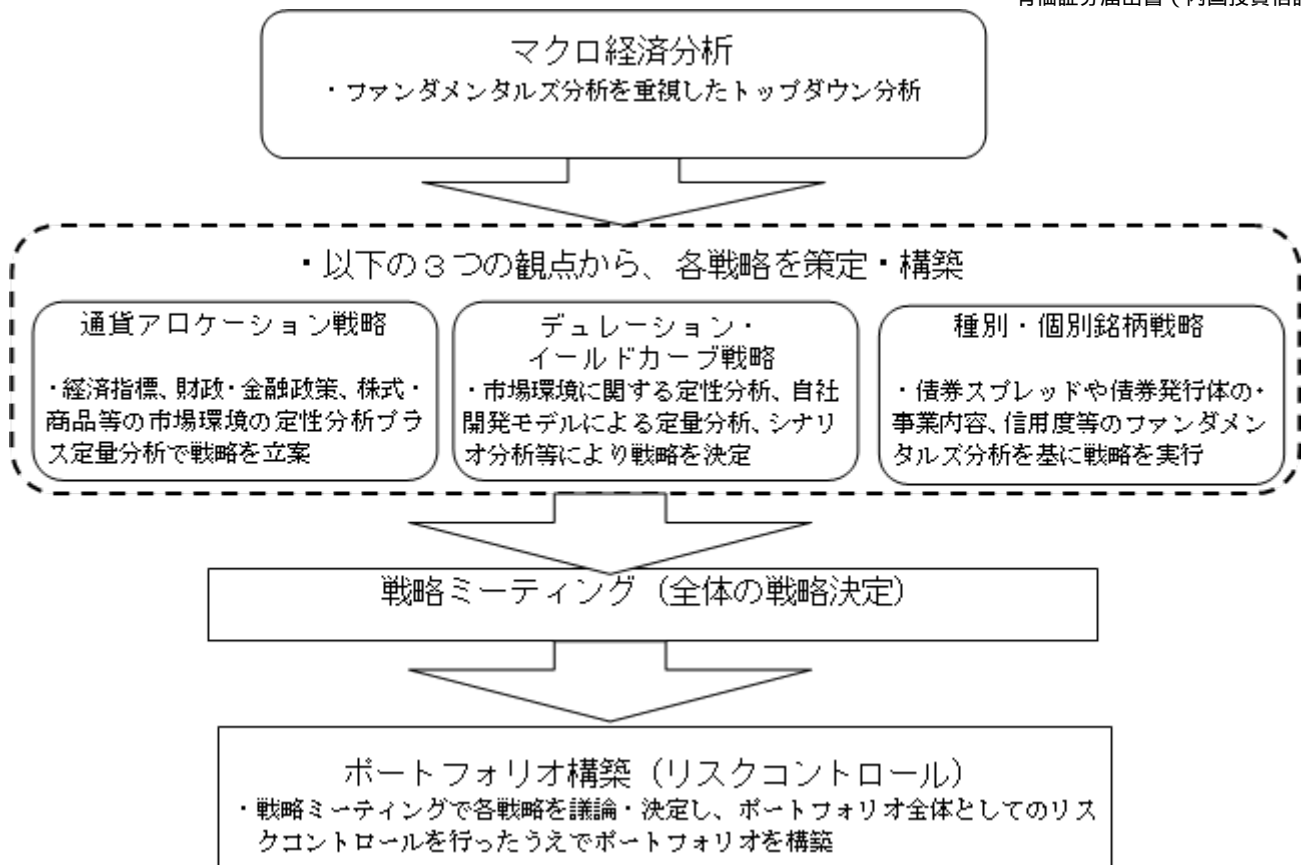 マクロ経済分析
・ファンダメンタルズ分析を重視したトップダウン分析
・以下の３つの観点から、各戦略を策定・構築
通貨アロケーション戦略
・経済指標、財政・金融政策、株式・
商品等の市場環境の定性分析プラ
ス定量分析で戦略を立案
デュレーション・
イールドカーブ戦略
・市場環境に関する定性分析、自社
開発モデルによる定量分析、シナリ
オ分析等により戦略を決定
種別・個別銘柄戦略
・債券スプレッドや債券発行体の・
事業内容、信用度等のファンダメン
タルズ分析を基に戦略を実行
戦略ミーティング（全体の戦略決定）
ポートフォリオ構築（リスクコントロール）
・戦略ミーティングで各戦略を議論・決定し、ポートフォリオ全体としてのリス
クコントロールを行ったうえでポートフォリオを構築